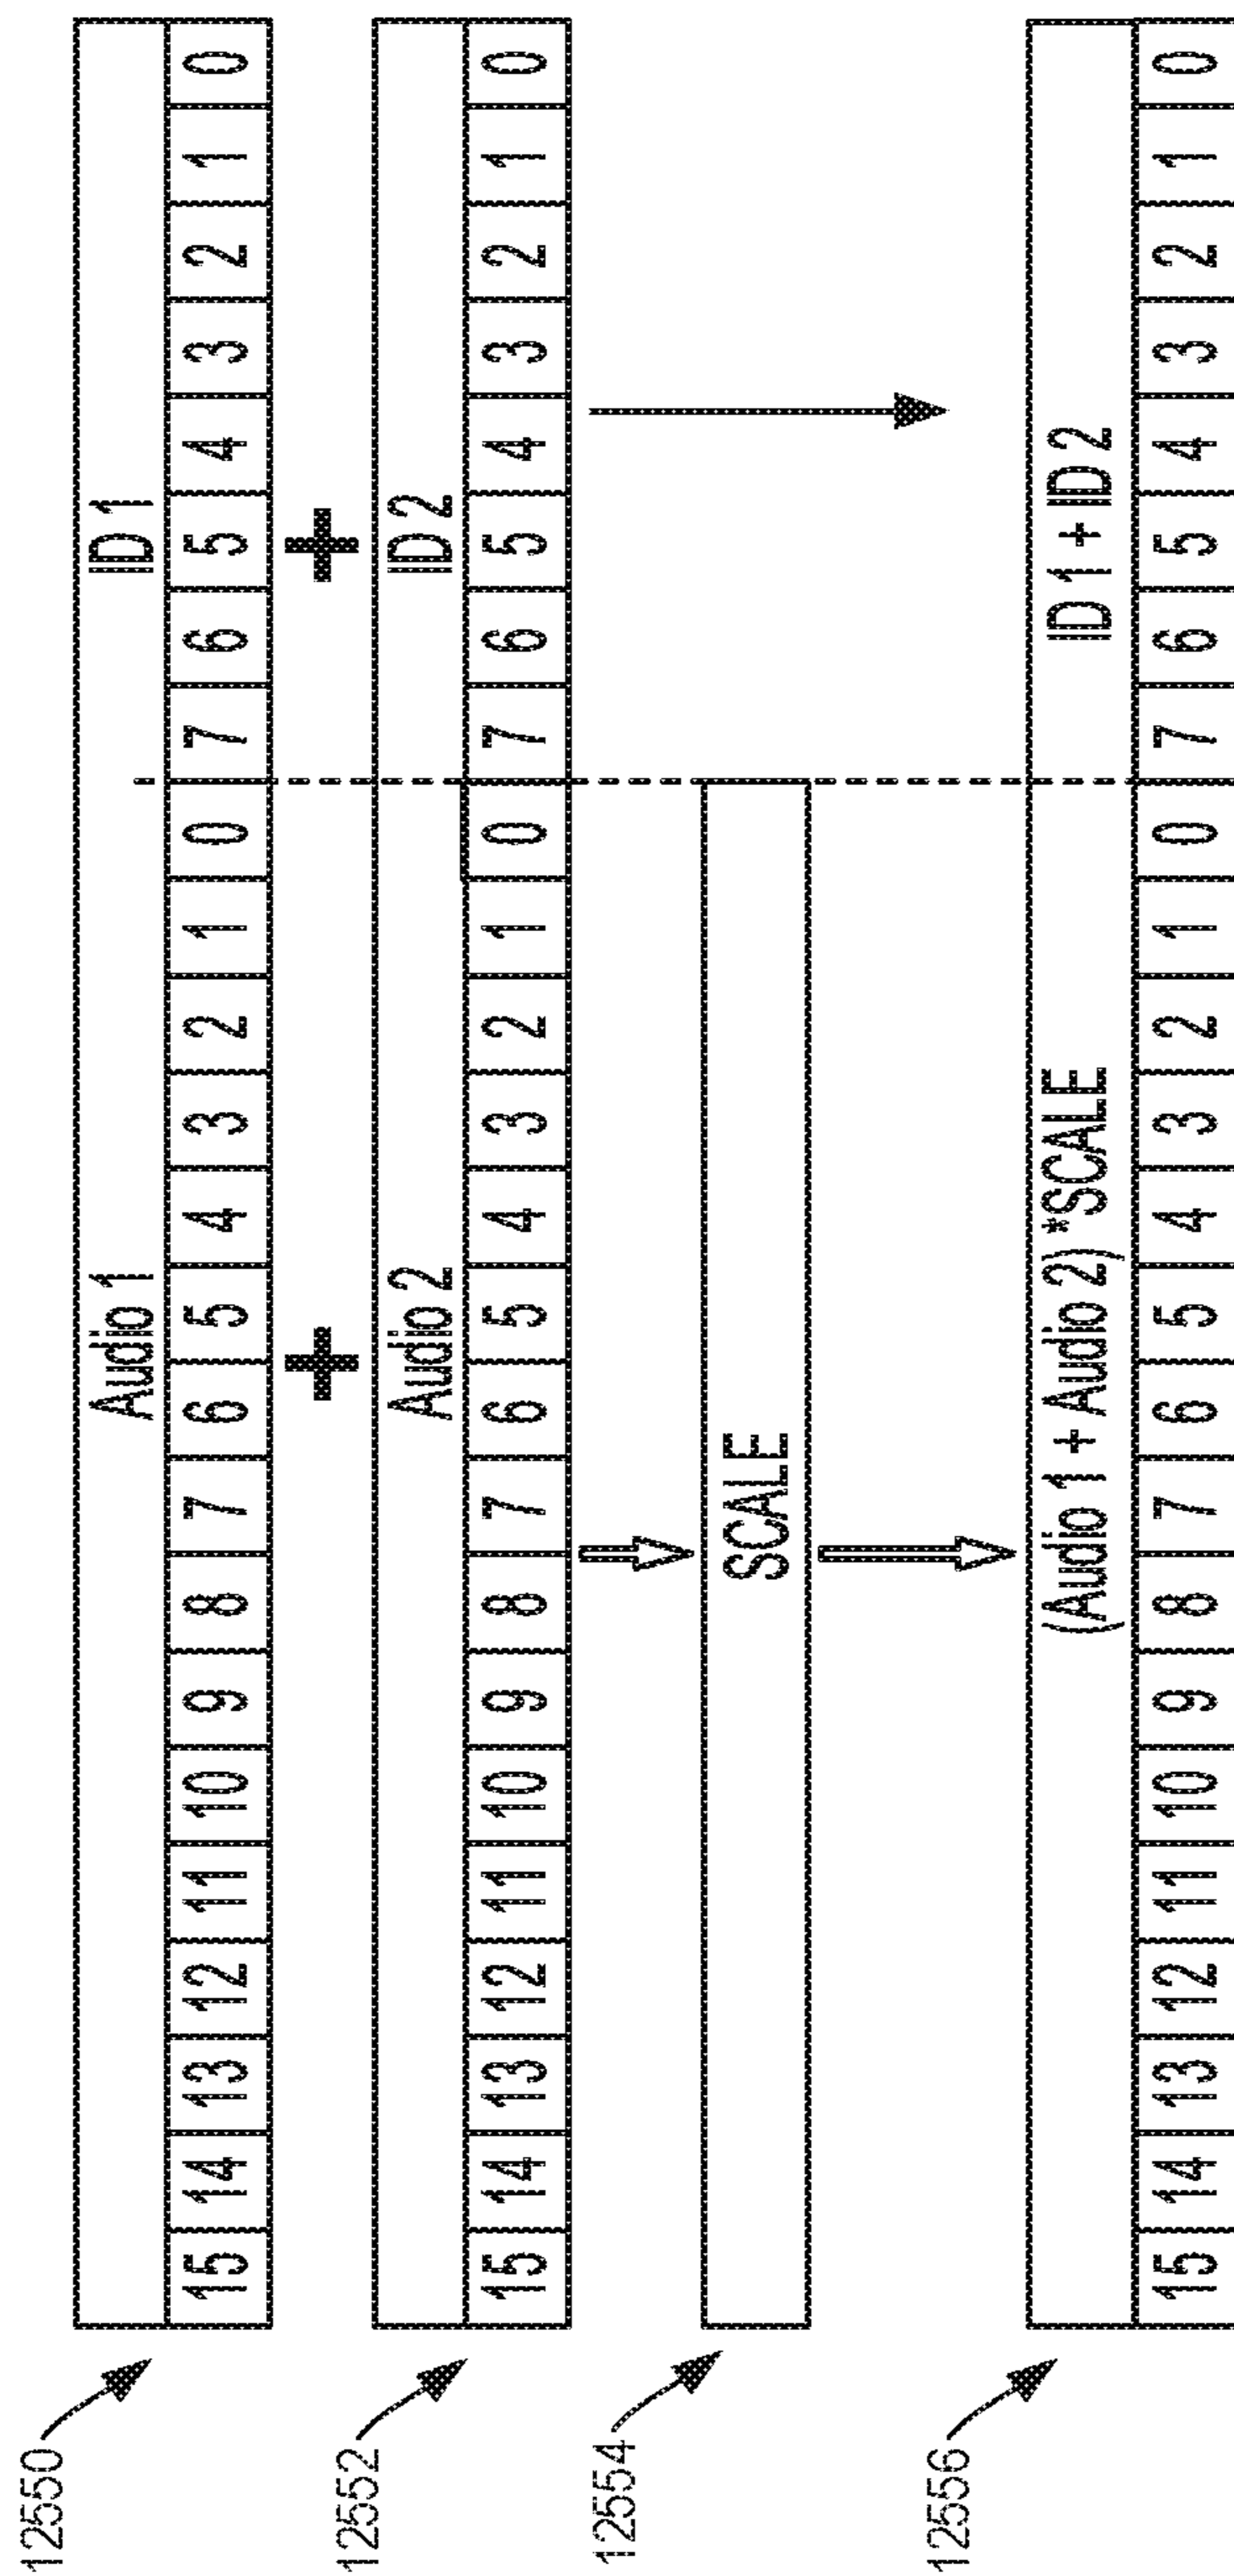 12550
Audio 1 ID 1
15 14 13 12 11 10 9 8 7 6 5 4 3 2 1 0 7 6 5 4 3 2 1 0
+ +
12552
Audio 2 ID 2
15 14 13 12 11 10 9 8 7 6 5 4 3 2 1 0 7 6 5 4 3 2 1 0
12554
SCALE
12556
(Audio 1 + Audio 2) *SCALE ID 1 + ID 2
15 14 13 12 11 10 9 8 7 6 5 4 3 2 1 0 7 6 5 4 3 2 1 0